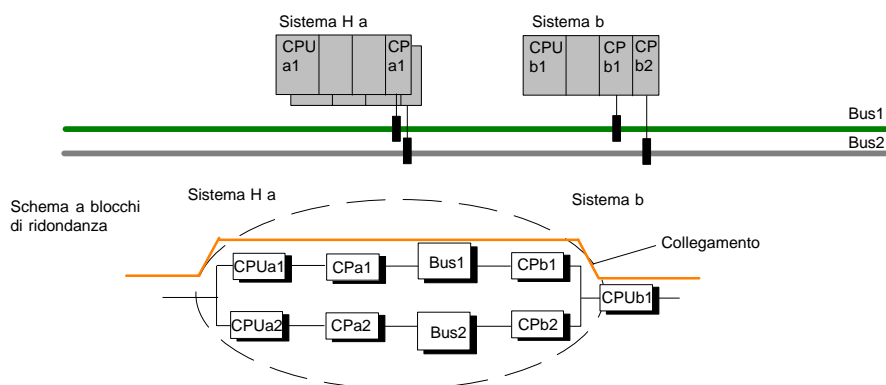 Sistema H a
Sistema b
CPU
a1
CP
a1
CPU
b1
CP
b1
CP
b2
Bus1
Bus2
Sistema H a
Sistema b
Schema a blocchi
di ridondanza
Collegamento
CPUa1
CPa1
Bus1
CPb1
CPUb1
CPUa2
CPa2
Bus2
CPb2